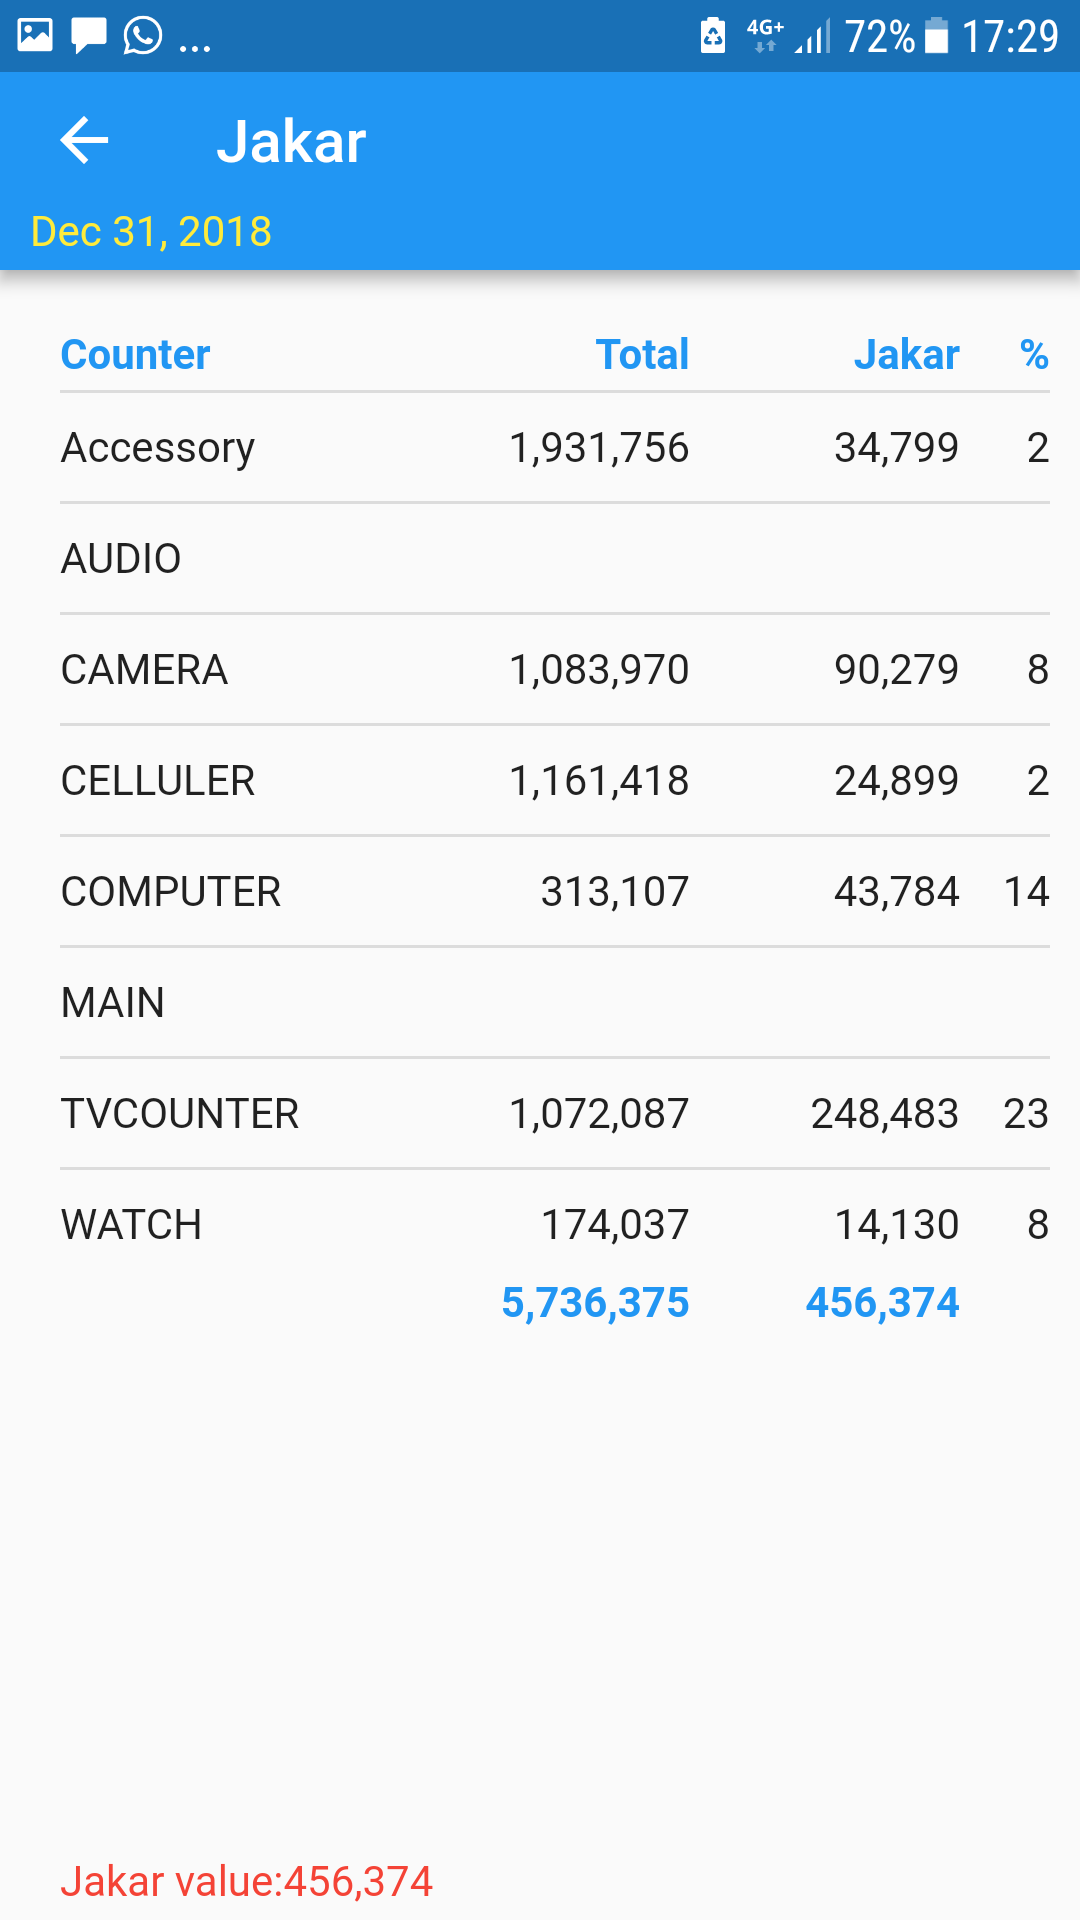 ... 4G+ 72% 17:29
Jakar
Dec 31, 2018
Counter Total Jakar %
Accessory 1,931,756 34,799 2
AUDIO
CAMERA 1,083,970 90,279 8
CELLULER 1,161,418 24,899 2
COMPUTER 313,107 43,784 14
MAIN
TVCOUNTER 1,072,087 248,483 23
WATCH 174,037 14,130 8
5,736,375 456,374
Jakar value:456,374